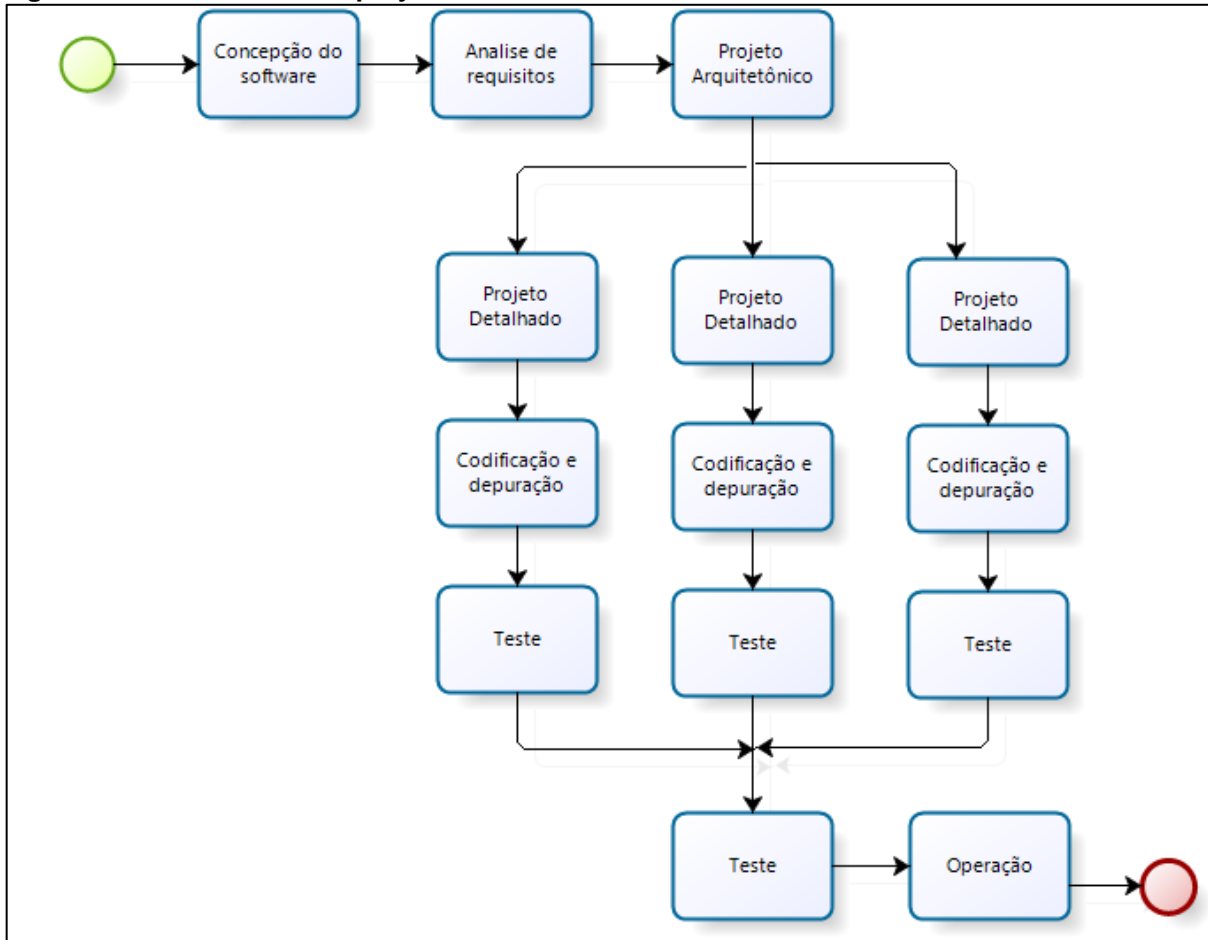 Concepção do
software
Analise de
requisitos
Projeto
Arquitetônico
Projeto
Detalhado
Projeto
Detalhado
Projeto
Detalhado
Codificação e
depuração
Codificação e
depuração
Codificação e
depuração
Teste
Teste
Teste
Teste
Operação